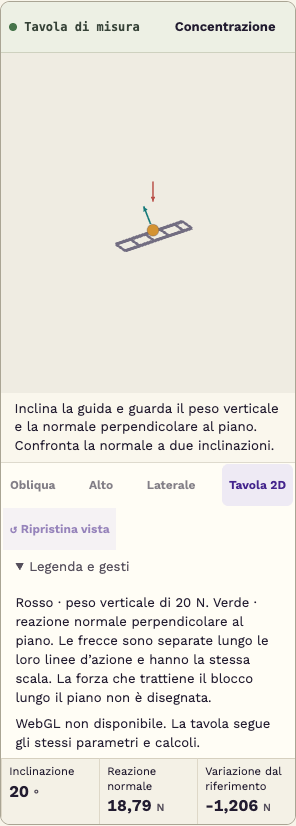 Tavola di misura
Concentrazione
Inclina la guida e guarda il peso verticale
e la normale perpendicolare al piano.
Confronta la normale a due inclinazioni.
Obliqua
Alto
Laterale
Tavola 2D
↺ Ripristina vista
▼ Legenda e gesti
Rosso · peso verticale di 20 N. Verde ·
reazione normale perpendicolare al
piano. Le frecce sono separate lungo le
loro linee d’azione e hanno la stessa
scala. La forza che trattiene il blocco
lungo il piano non è disegnata.
WebGL non disponibile. La tavola segue
gli stessi parametri e calcoli.
Inclinazione
20 °
Reazione
normale
18,79 N
Variazione dal
riferimento
-1,206 N